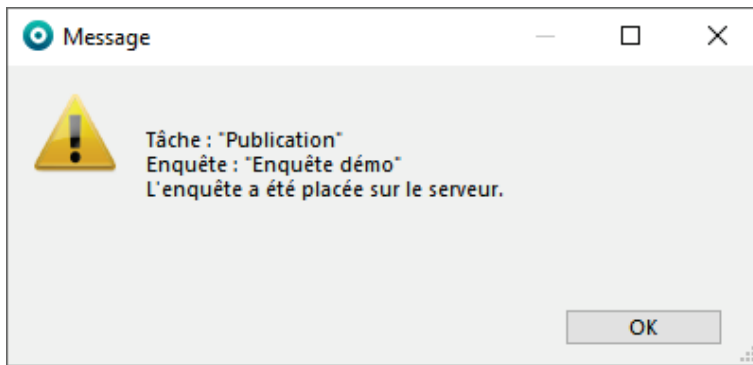 Message
Tâche : "Publication"
Enquête : "Enquête démo"
L'enquête a été placée sur le serveur.
OK